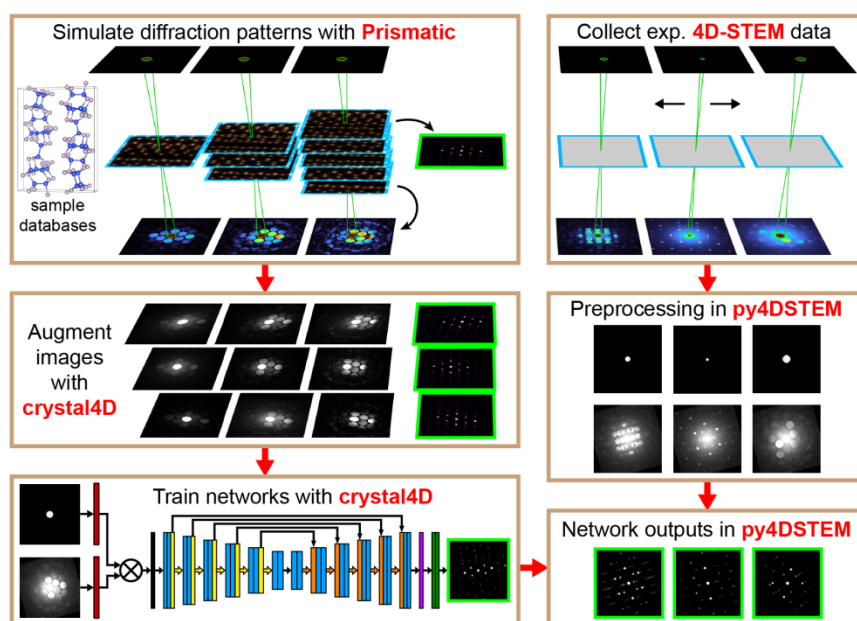 Simulate diffraction patterns with Prismatic
sample
databases
Augment
images
with
crystal4D
Train networks with crystal4D
Collect exp. 4D-STEM data
Preprocessing in py4DSTEM
Network outputs in py4DSTEM